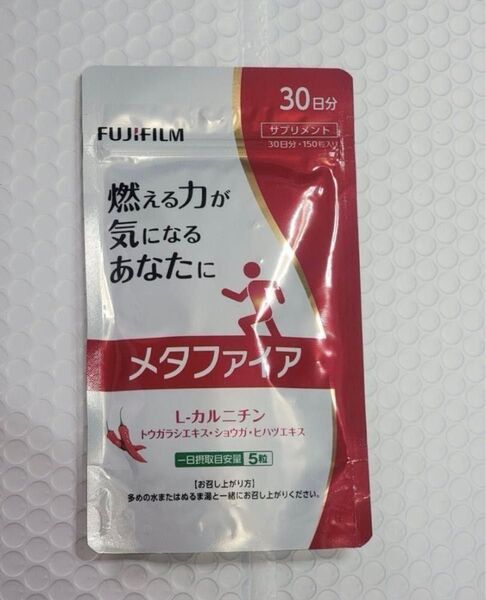 30日分
FUJIFILM
サプリメント
30日分・150粒入り
燃える力が
気になる
あなたに
メタファイア
L-カルニチン
トウガラシエキス・ショウガ・ヒハツエキス
一日摂取目安量 5粒
【お召し上がり方】
多めの水またはぬるま湯と一緒にお召し上がりください。